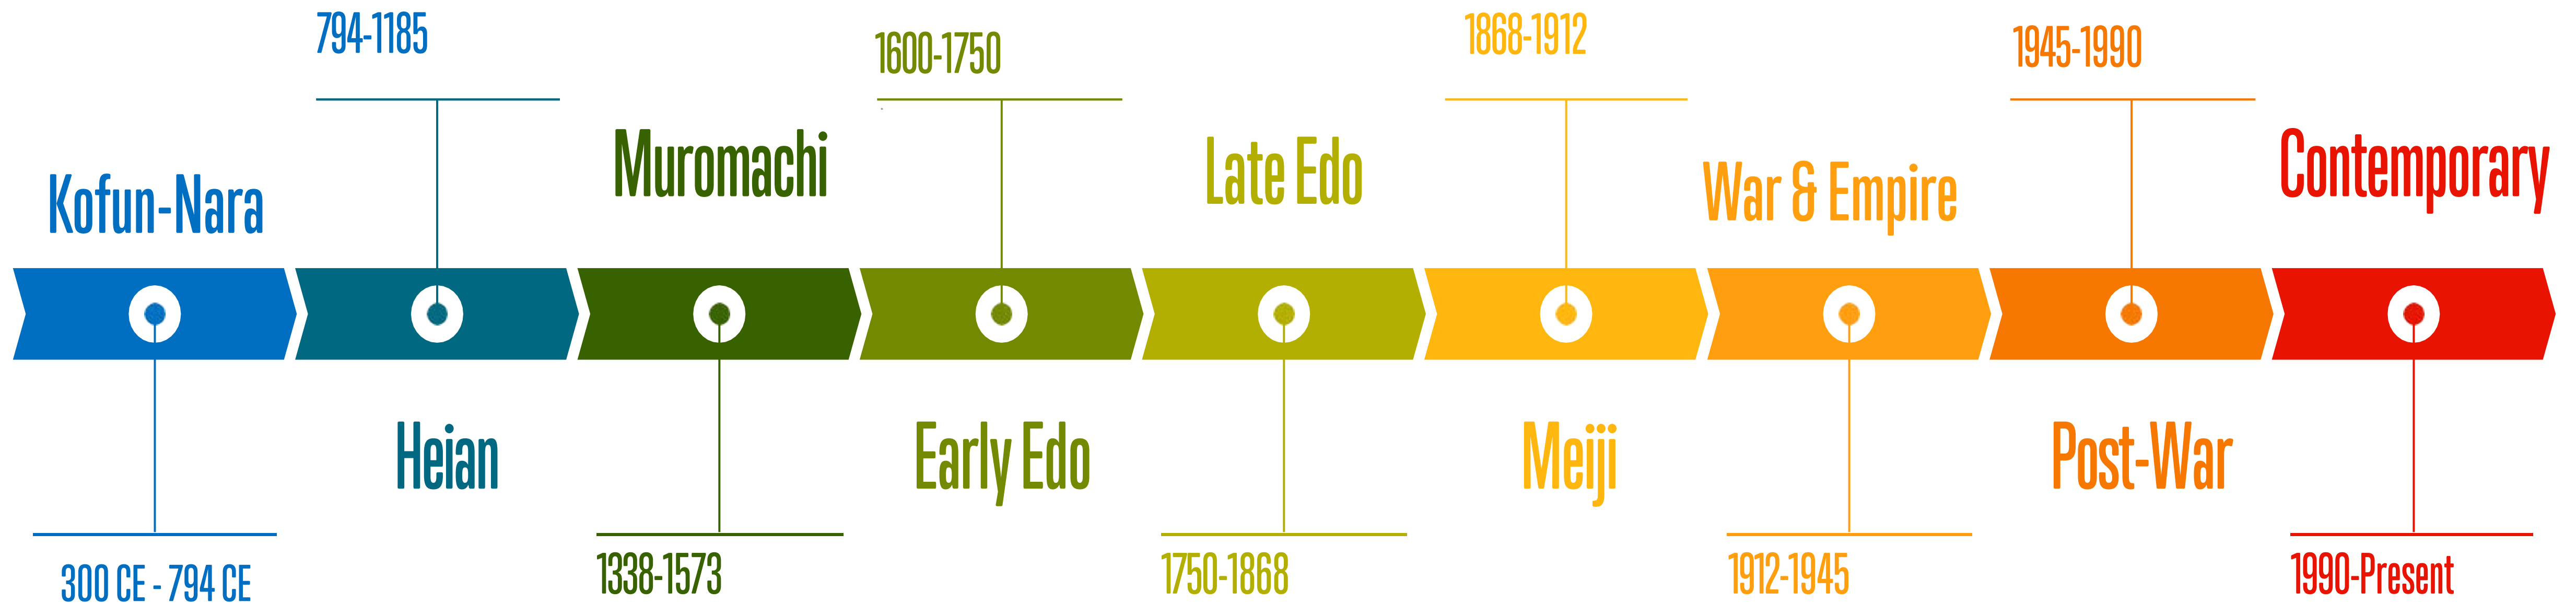 Kofun-Nara
300 CE - 794 CE
794-1185
Heian
Muromachi
1338-1573
1600-1750
Early Edo
Late Edo
1750-1868
1868-1912
Meiji
War & Empire
1912-1945
1945-1990
Post-War
Contemporary
1990-Present